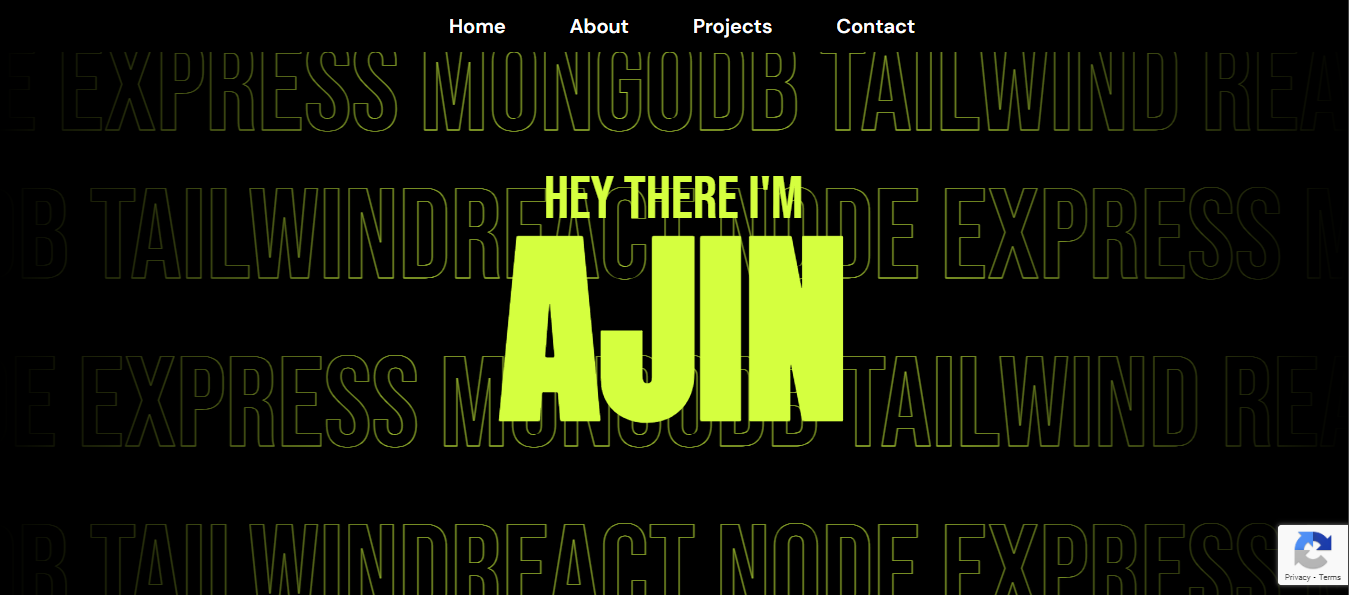 Home About Projects Contact
E EXPRESS MONGODB TAILWIND REA
HEY THERE I'M
B TAILWINDREACT NODE EXPRESS
AJIN
E EXPRESS MONGODB TAILWIND REA
B TAILWINDREACT NODE EXPRESS
Privacy - Terms